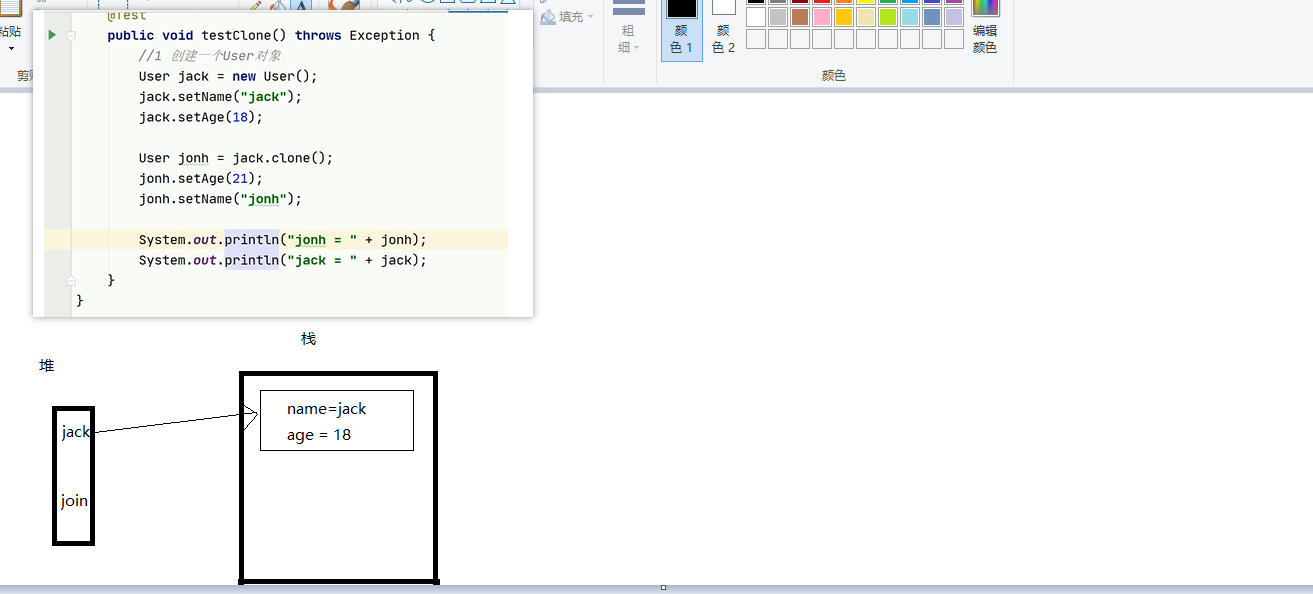 @Test
public void testClone() throws Exception {
//1 创建一个User对象
User jack = new User();
jack.setName("jack");
jack.setAge(18);
User jonh = jack.clone();
jonh.setAge(21);
jonh.setName("jonh");
System.out.println("jonh = " + jonh);
System.out.println("jack = " + jack);
}
}
粘贴
填充
粗
细
颜
色 1
颜
色 2
编辑
颜色
颜色
栈
堆
jack
join
name=jack
age = 18